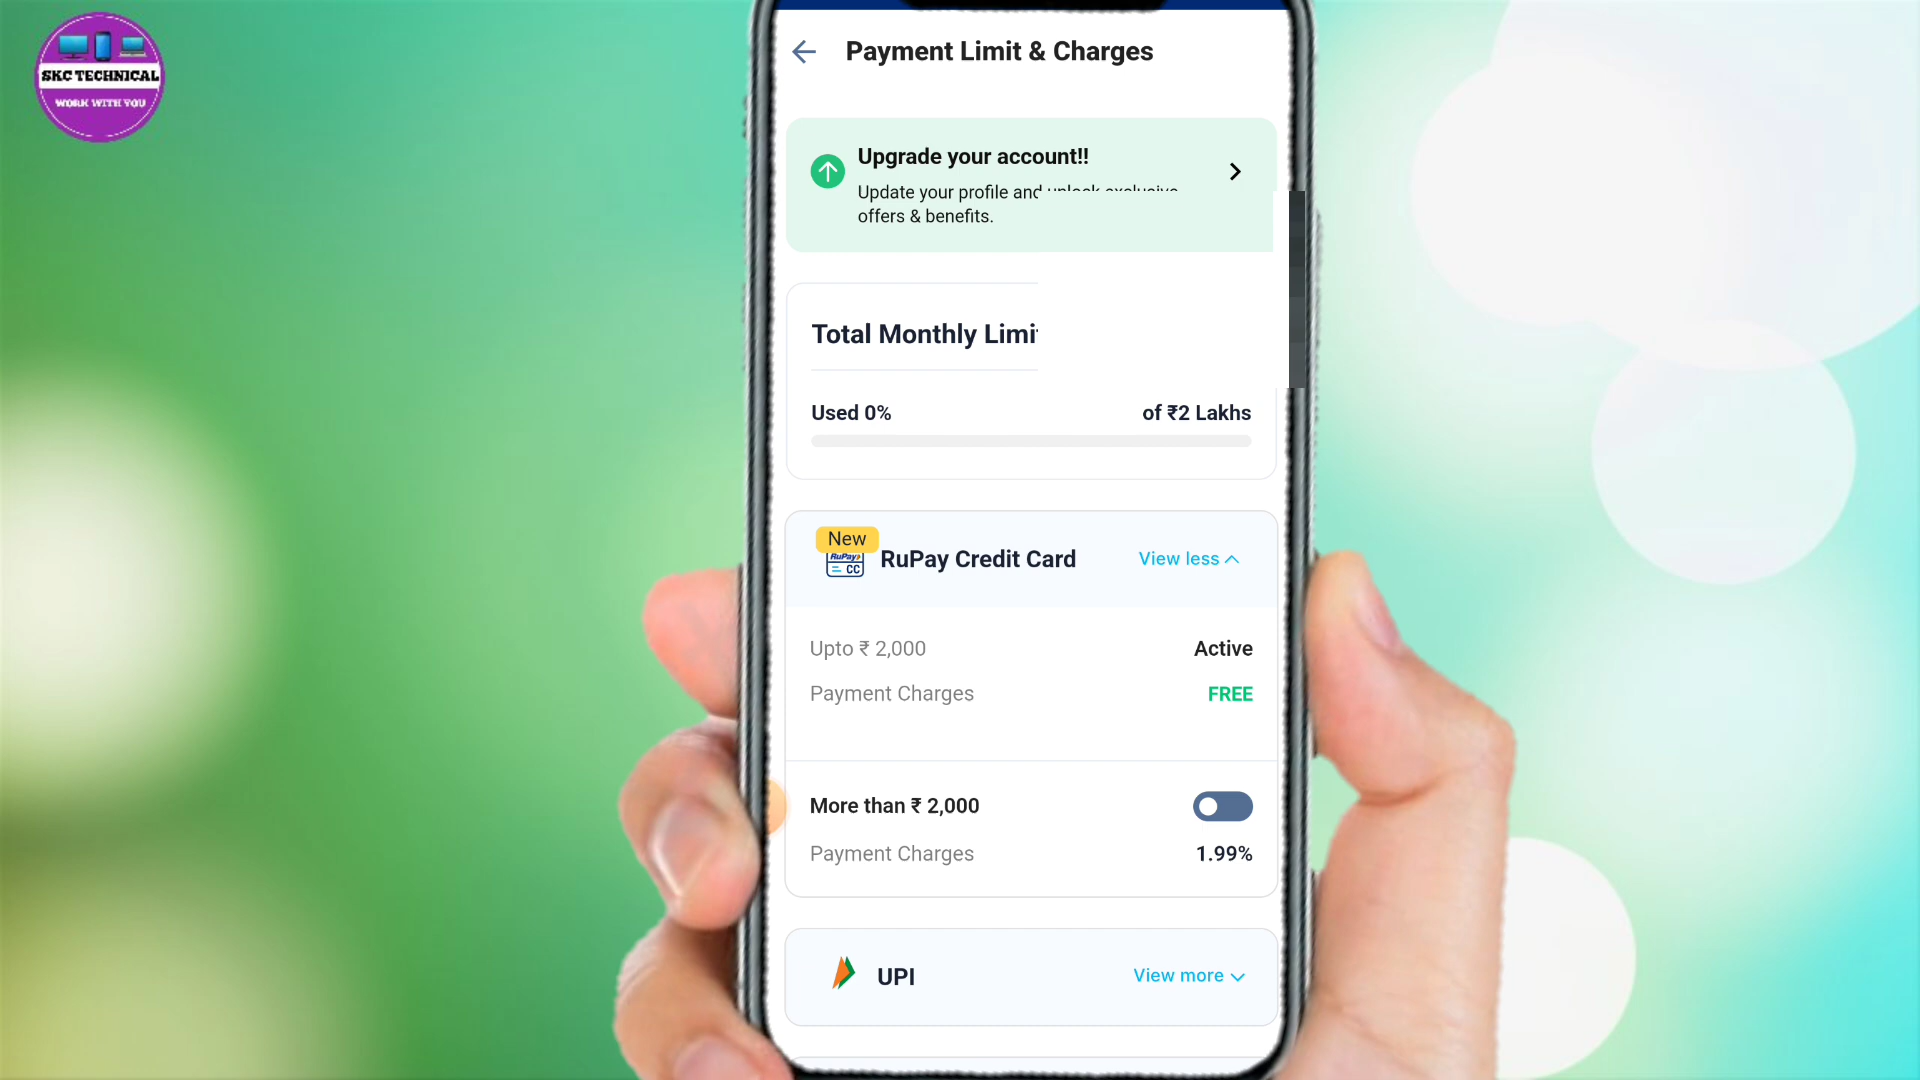 SKC TECHNICAL
WORK WITH YOU
Payment Limit & Charges
Upgrade your account!!
Update your profile and
offers & benefits.
Total Monthly Limit
Used 0%
of ₹2 Lakhs
New
RuPay
CC
RuPay Credit Card
View less
Upto ₹ 2,000
Active
Payment Charges
FREE
More than ₹ 2,000
Payment Charges
1.99%
UPI
View more